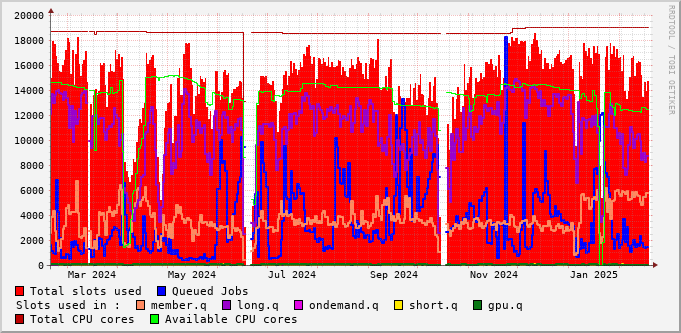 20000
18000
16000
14000
12000
10000
8000
6000
4000
2000
0
Mar 2024 May 2024 Jul 2024 Sep 2024 Nov 2024 Jan 2025
RRDTOOL / TOBI OETIKER
Total slots used Queued Jobs
Slots used in : member.q long.q ondemand.q short.q gpu.q
Total CPU cores Available CPU cores